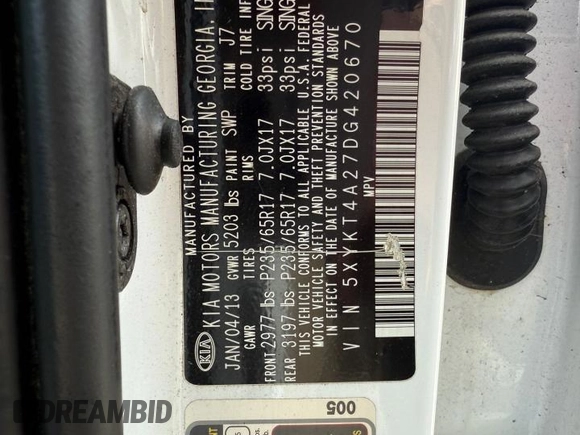 MANUFACTURED BY
KIA KIA MOTORS MANUFACTURING GEORGIA,
JAN/04/13 GVWR 5203 lbs PAINT SWP TRIM J7
GAWR TIRES RIMS COLD TIRE INF
FRONT 2977 lbs P235/65R17 7.0JX17 33psi SING
REAR 3197 lbs P235/65R17 7.0JX17 33psi SING
THIS VEHICLE CONFORMS TO ALL APPLICABLE U.S.A. FEDERAL
MOTOR VEHICLE SAFETY AND THEFT PREVENTION STANDARDS
IN EFFECT ON THE DATE OF MANUFACTURE SHOWN ABOVE
VIN 5XYKT4A27DG420670
MPV
005
DREAMBID